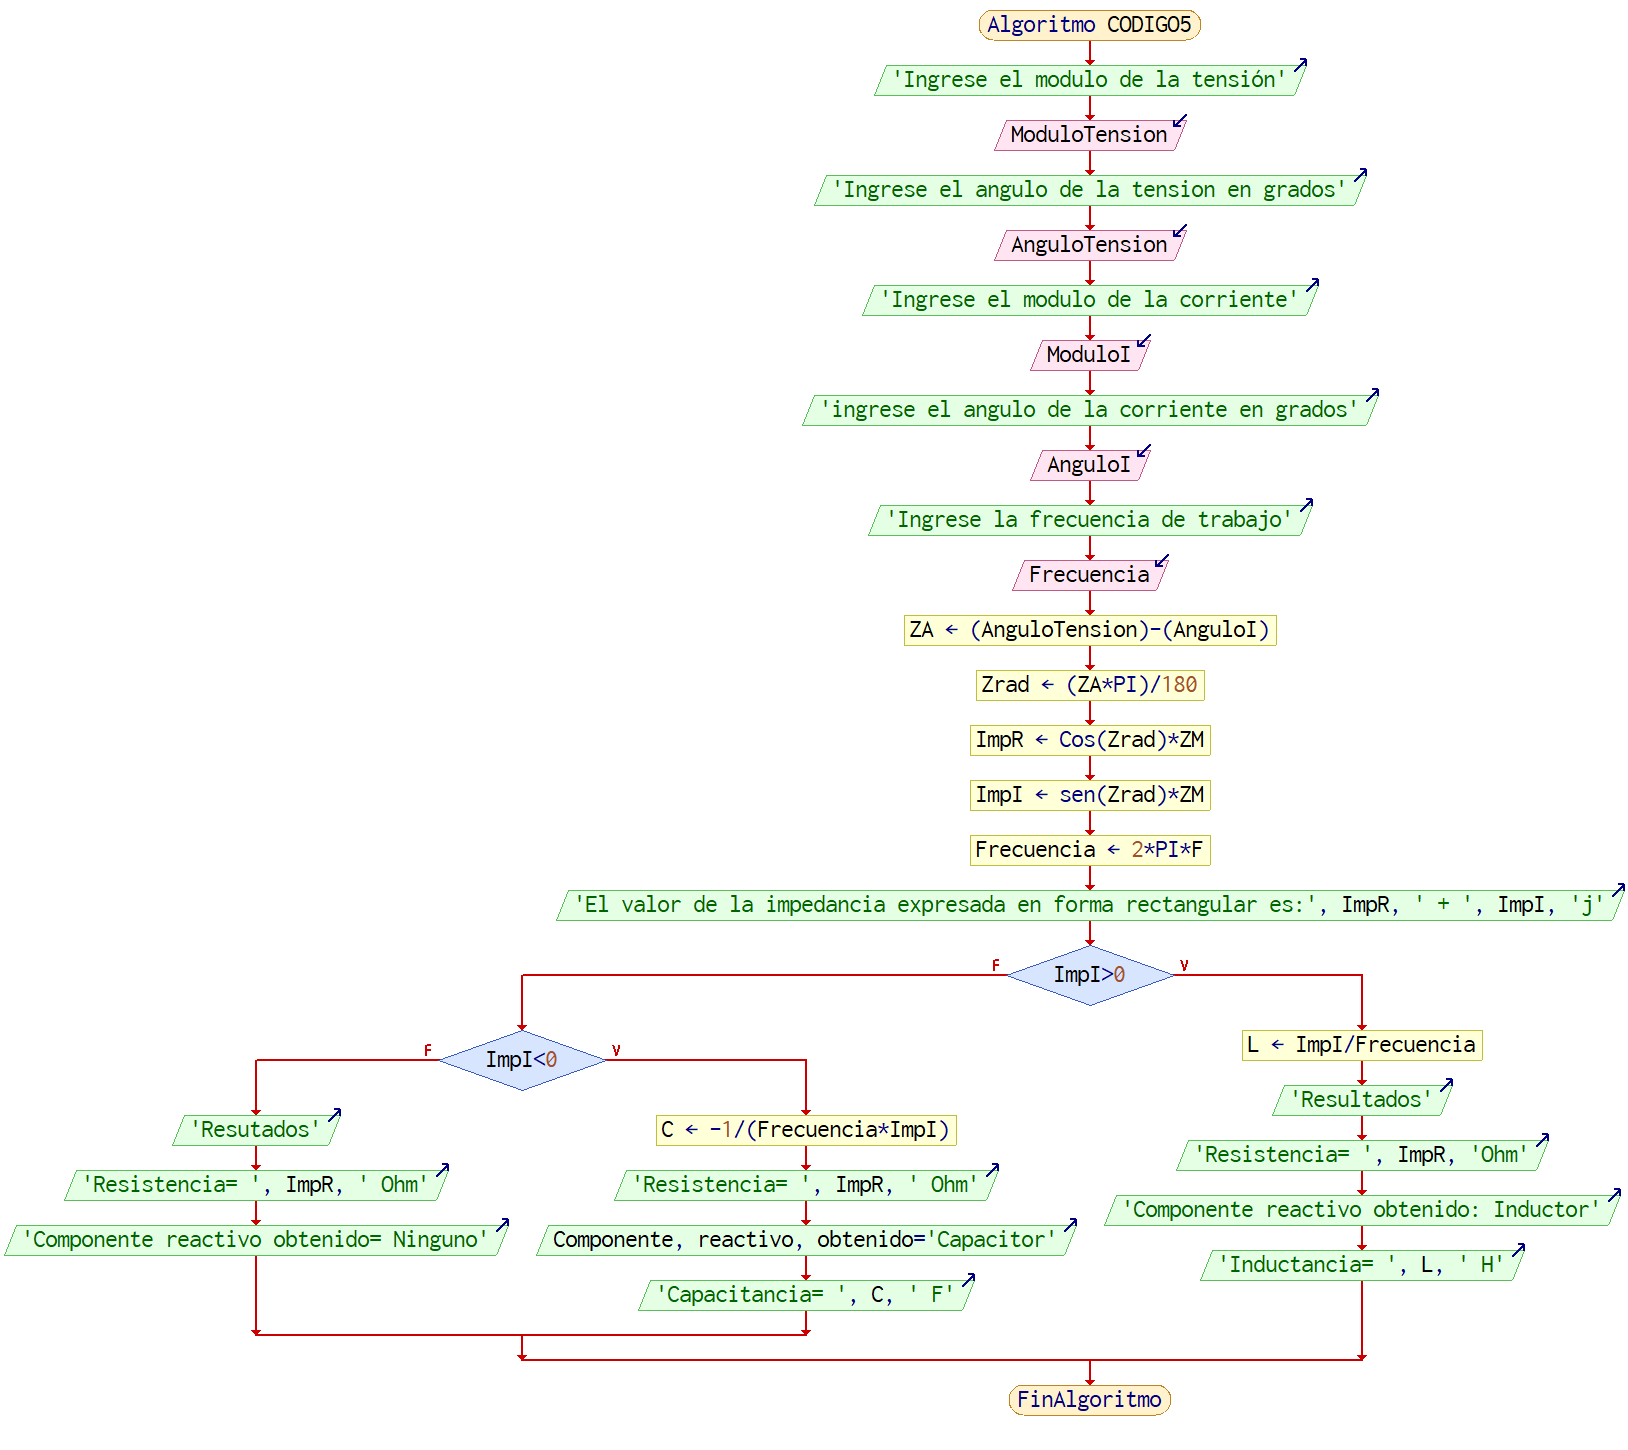 Algoritmo CODIGO5
'Ingrese el modulo de la tensión'
ModuloTension
'Ingrese el angulo de la tension en grados'
AnguloTension
'Ingrese el modulo de la corriente'
ModuloI
'ingrese el angulo de la corriente en grados'
AnguloI
'Ingrese la frecuencia de trabajo'
Frecuencia
ZA ← (AnguloTension)-(AnguloI)
Zrad ← (ZA*PI)/180
ImpR ← Cos(Zrad)*ZM
ImpI ← sen(Zrad)*ZM
Frecuencia ← 2*PI*F
'El valor de la impedancia expresada en forma rectangular es:', ImpR, ' + ', ImpI, 'j'
F
ImpI>0
V
F
ImpI<0
V
'Resutados'
'Resistencia= ', ImpR, ' Ohm'
'Componente reactivo obtenido= Ninguno'
C ← -1/(Frecuencia*ImpI)
'Resistencia= ', ImpR, ' Ohm'
Componente, reactivo, obtenido='Capacitor'
'Capacitancia= ', C, ' F'
L ← ImpI/Frecuencia
'Resultados'
'Resistencia= ', ImpR, 'Ohm'
'Componente reactivo obtenido: Inductor'
'Inductancia= ', L, ' H'
FinAlgoritmo